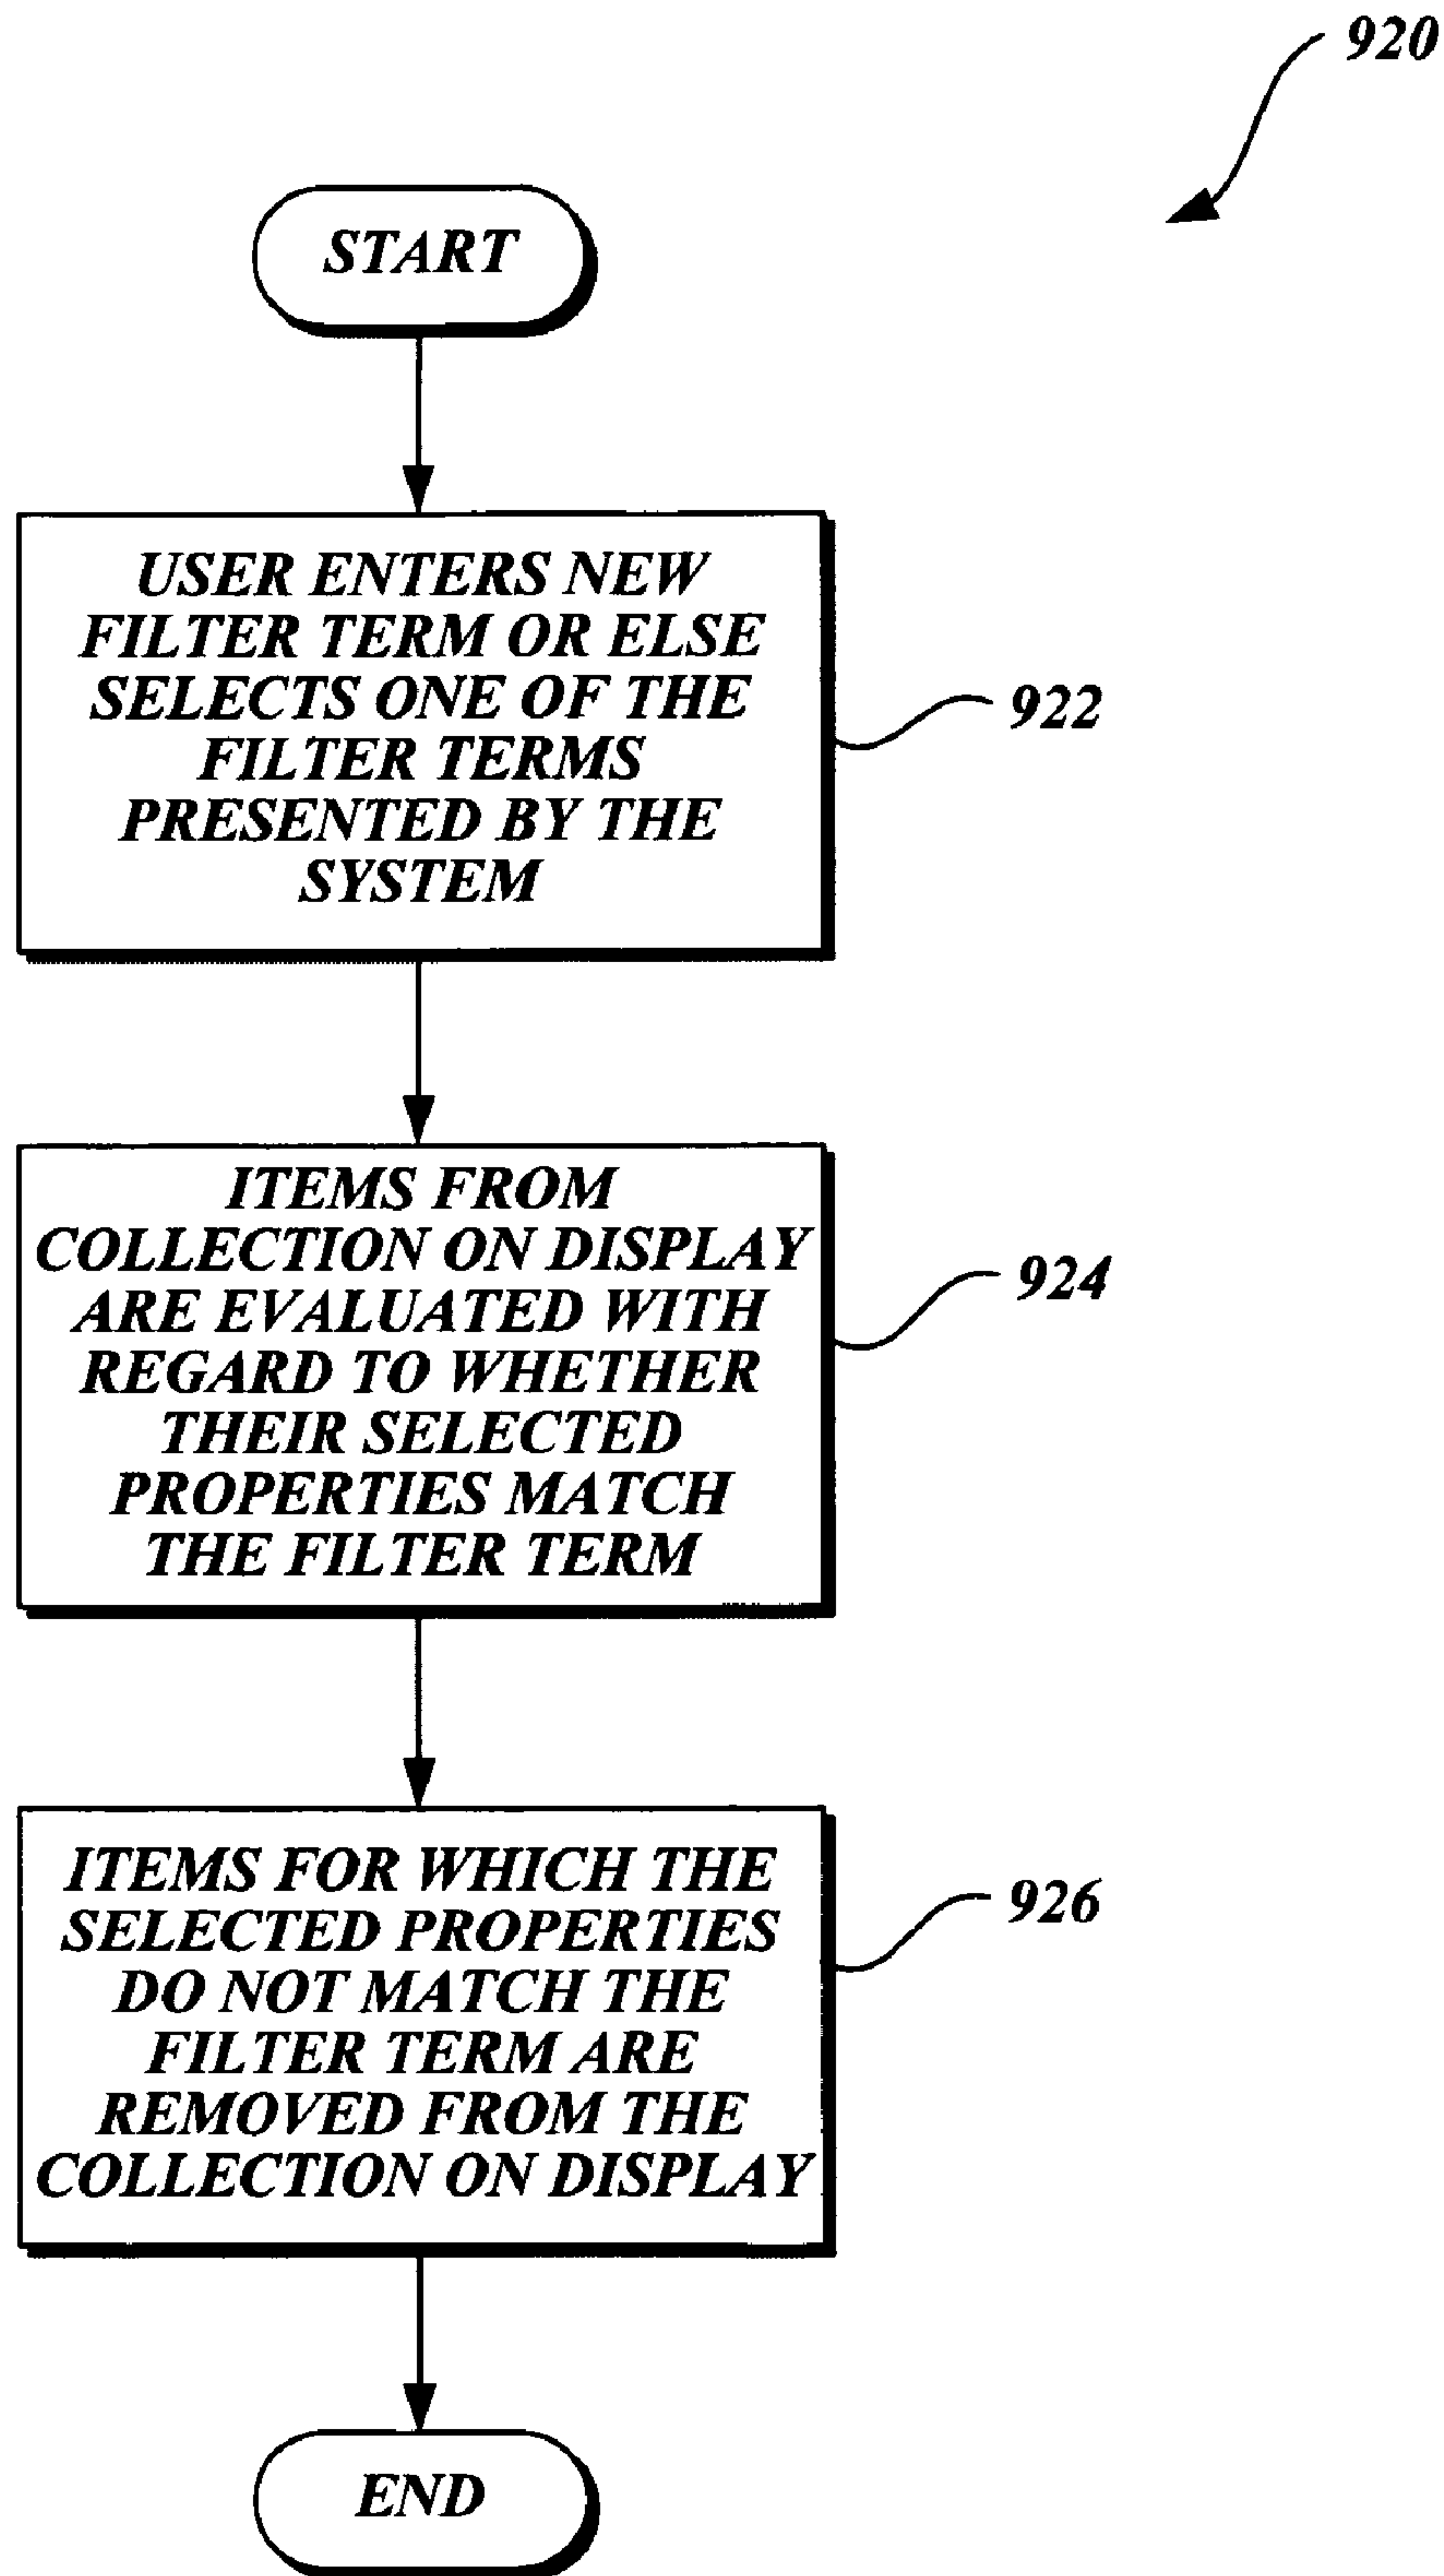 920
START
USER ENTERS NEW
FILTER TERM OR ELSE
SELECTS ONE OF THE
FILTER TERMS
PRESENTED BY THE
SYSTEM
922
ITEMS FROM
COLLECTION ON DISPLAY
ARE EVALUATED WITH
REGARD TO WHETHER
THEIR SELECTED
PROPERTIES MATCH
THE FILTER TERM
924
ITEMS FOR WHICH THE
SELECTED PROPERTIES
DO NOT MATCH THE
FILTER TERM ARE
REMOVED FROM THE
COLLECTION ON DISPLAY
926
END